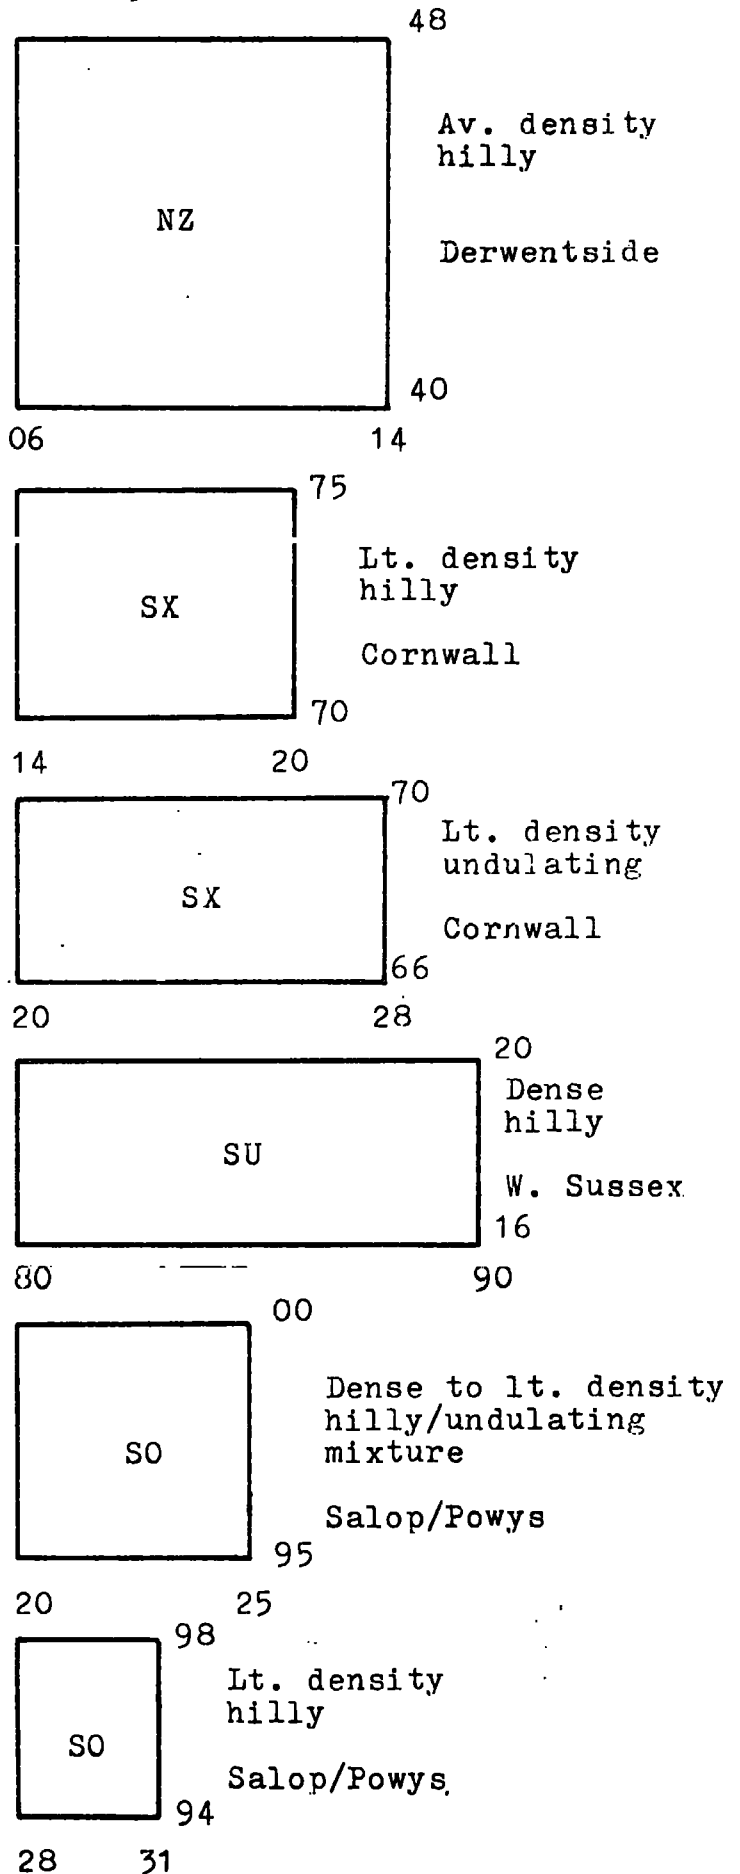 48
Av. density
hilly
NZ
Derwentside
40
06 14
75
Lt. density
hilly
SX
Cornwall
70
14 20
70
Lt. density
undulating
SX
Cornwall
66
20 28
20
Dense
hilly
SU
W. Sussex
16
80 90
00
Dense to lt. density
hilly/undulating
mixture
SO
Salop/Powys
95
20 25
98
Lt. density
hilly
SO
Salop/Powys
94
28 31